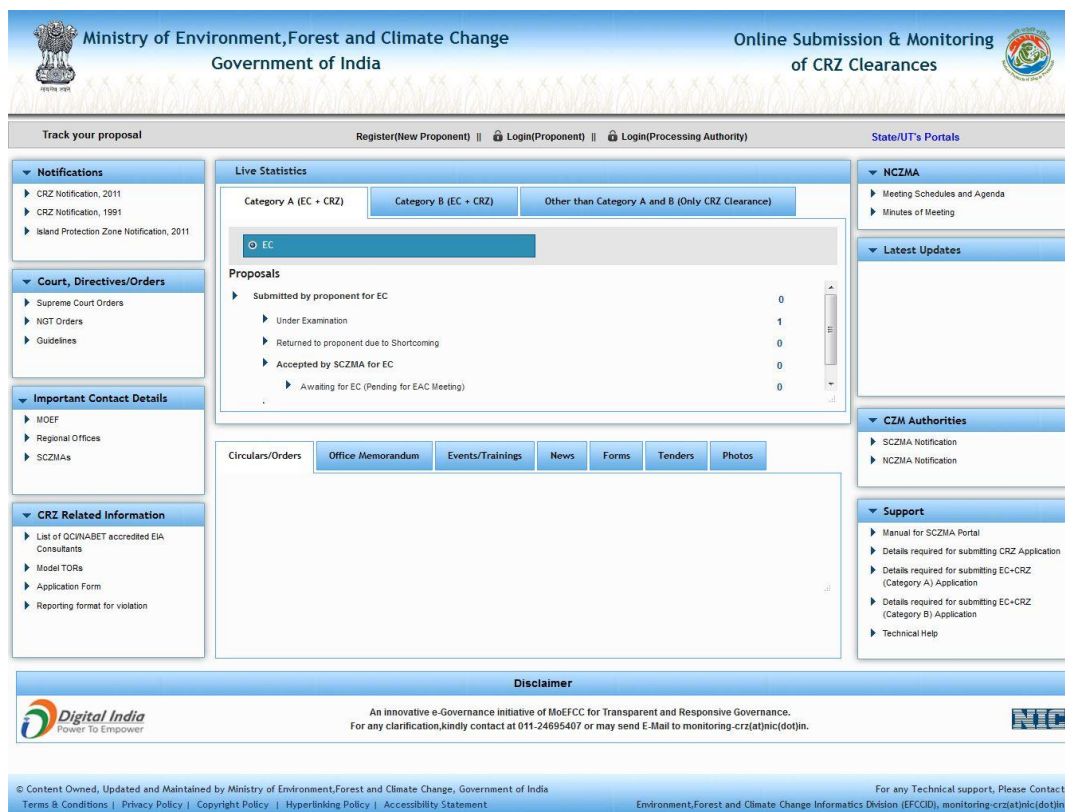 Ministry of Environment,Forest and Climate Change
Government of India
Online Submission & Monitoring
of CRZ Clearances
Track your proposal
Register(New Proponent) || Login(Proponent) || Login(Processing Authority)
State/UT's Portals
Notifications
CRZ Notification, 2011
CRZ Notification, 1991
Island Protection Zone Notification, 2011
Court, Directives/Orders
Supreme Court Orders
NGT Orders
Guidelines
Important Contact Details
MOEF
Regional Offices
SCZMAs
CRZ Related Information
List of QCI/NABET accredited EIA
Consultants
Model TORs
Application Form
Reporting format for violation
Live Statistics
Category A (EC + CRZ)
Category B (EC + CRZ)
Other than Category A and B (Only CRZ Clearance)
EC
Proposals
Submitted by proponent for EC 0
Under Examination 1
Returned to proponent due to Shortcoming 0
Accepted by SCZMA for EC 0
Awaiting for EC (Pending for EAC Meeting) 0
Circulars/Orders
Office Memorandum
Events/Trainings
News
Forms
Tenders
Photos
NCZMA
Meeting Schedules and Agenda
Minutes of Meeting
Latest Updates
CZM Authorities
SCZMA Notification
NCZMA Notification
Support
Manual for SCZMA Portal
Details required for submitting CRZ Application
Details required for submitting EC+CRZ
(Category A) Application
Details required for submitting EC+CRZ
(Category B) Application
Technical Help
Disclaimer
Digital India
Power To Empower
An innovative e-Governance initiative of MoEFCC for Transparent and Responsive Governance.
For any clarification,kindly contact at 011-24695407 or may send E-Mail to monitoring-crz(at)nic(dot)in.
NIC
© Content Owned, Updated and Maintained by Ministry of Environment,Forest and Climate Change, Government of India
Terms & Conditions | Privacy Policy | Copyright Policy | Hyperlinking Policy | Accessibility Statement
For any Technical support, Please Contact
Environment,Forest and Climate Change Informatics Division (EFCCID), monitoring-crz(at)nic(dot)in